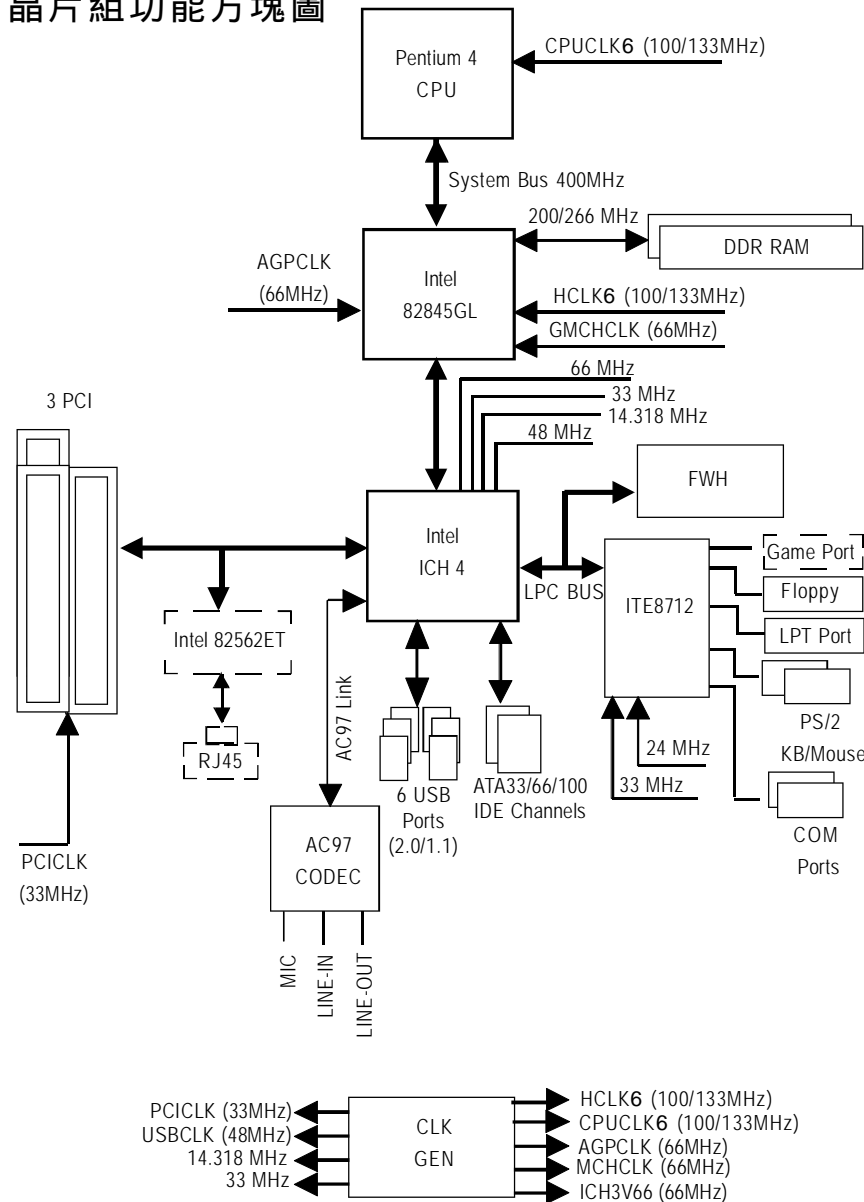 晶片組功能方塊圖
Pentium 4
CPU
CPUCLK6 (100/133MHz)
System Bus 400MHz
200/266 MHz
DDR RAM
AGPCLK
(66MHz)
Intel
82845GL
HCLK6 (100/133MHz)
GMCHCLK (66MHz)
66 MHz
33 MHz
14.318 MHz
48 MHz
3 PCI
FWH
Intel
ICH 4
LPC BUS
ITE8712
Game Port
Floppy
LPT Port
PS/2
KB/Mouse
COM
Ports
24 MHz
33 MHz
Intel 82562ET
RJ45
AC97 Link
6 USB
Ports
(2.0/1.1)
ATA33/66/100
IDE Channels
PCICLK
(33MHz)
AC97
CODEC
MIC
LINE-IN
LINE-OUT
PCICLK (33MHz)
USBCLK (48MHz)
14.318 MHz
33 MHz
CLK
GEN
HCLK6 (100/133MHz)
CPUCLK6 (100/133MHz)
AGPCLK (66MHz)
MCHCLK (66MHz)
ICH3V66 (66MHz)